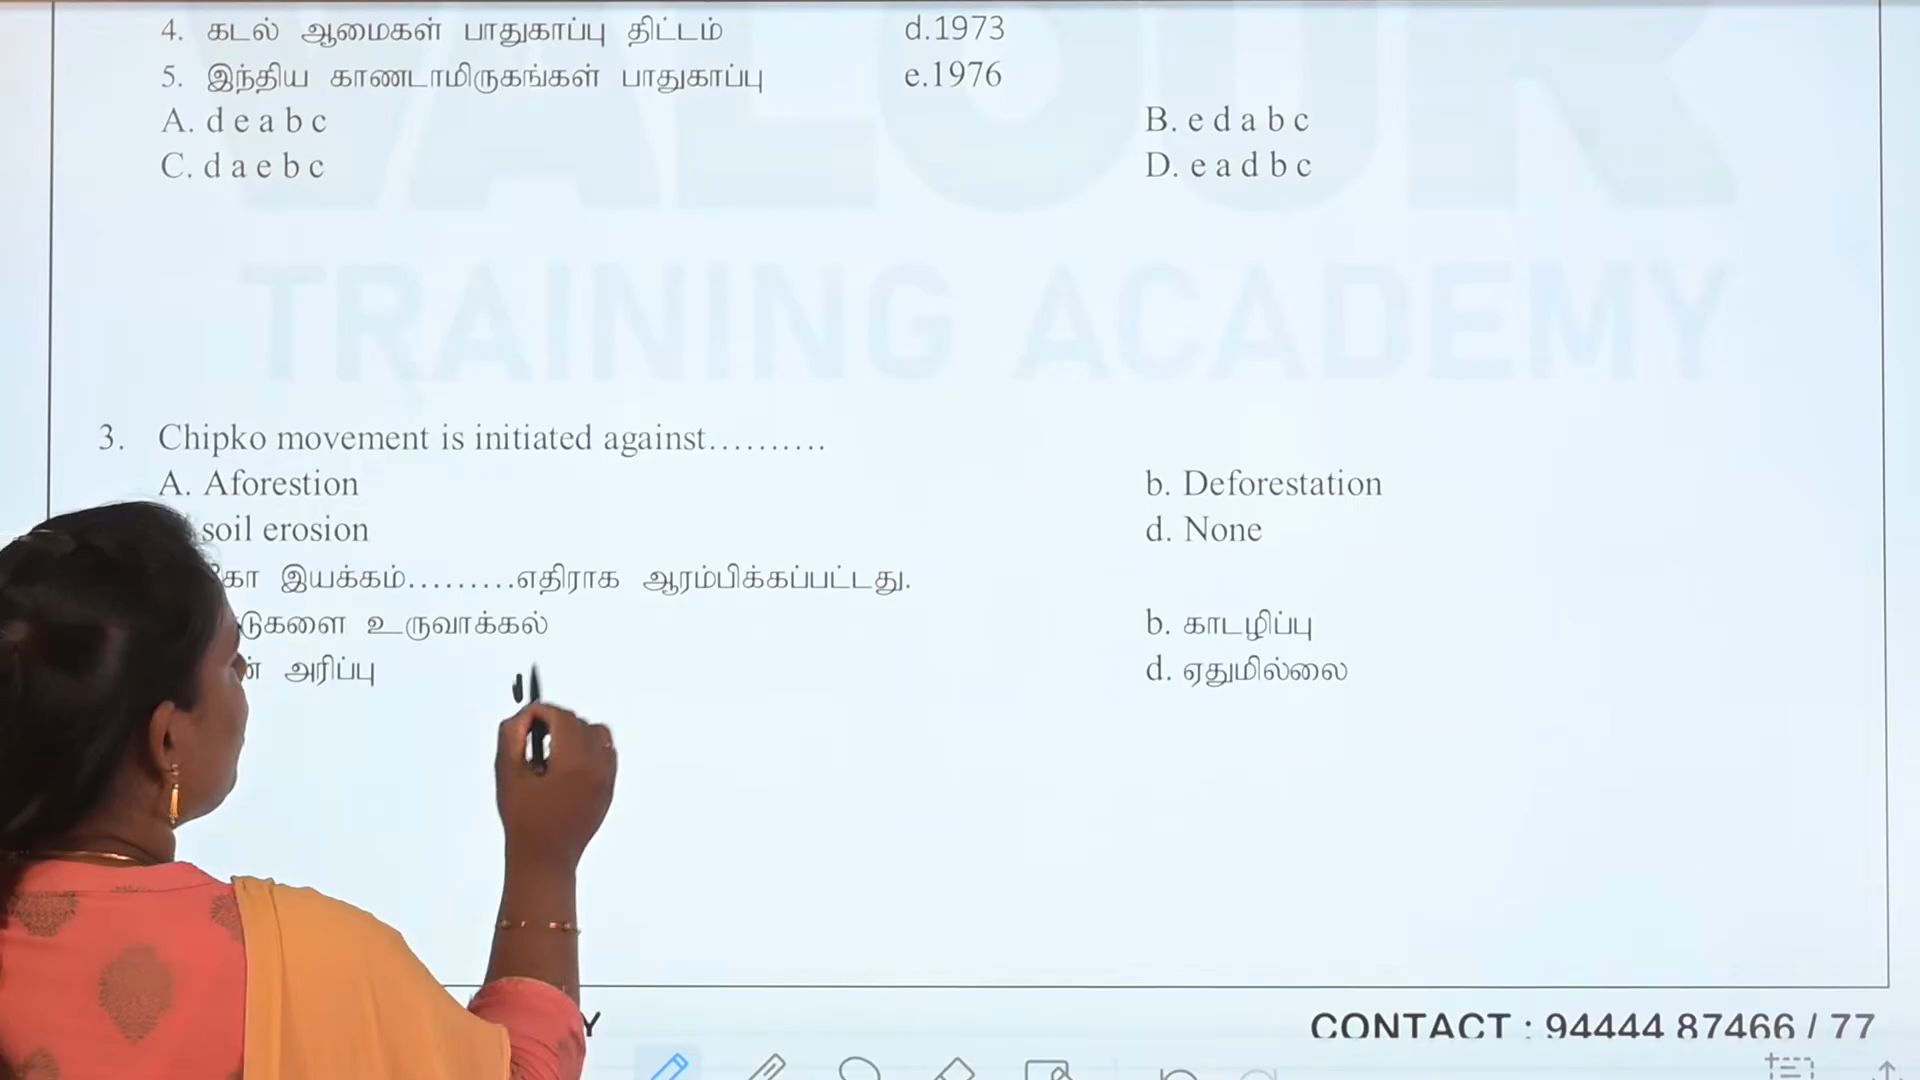 4. கடல் ஆமைகள் பாதுகாப்பு திட்டம் d.1973
5. இந்திய காணடாமிருகங்கள் பாதுகாப்பு e.1976
A. d e a b c B. e d a b c
C. d a e b c D. e a d b c
TRAINING ACADEMY
3. Chipko movement is initiated against..........
A. Aforestion b. Deforestation
soil erosion d. None
இயக்கம்.........எதிராக ஆரம்பிக்கப்பட்டது.
உருவாக்கல் b. காடழிப்பு
அரிப்பு d. ஏதுமில்லை
CONTACT : 94444 87466 / 77